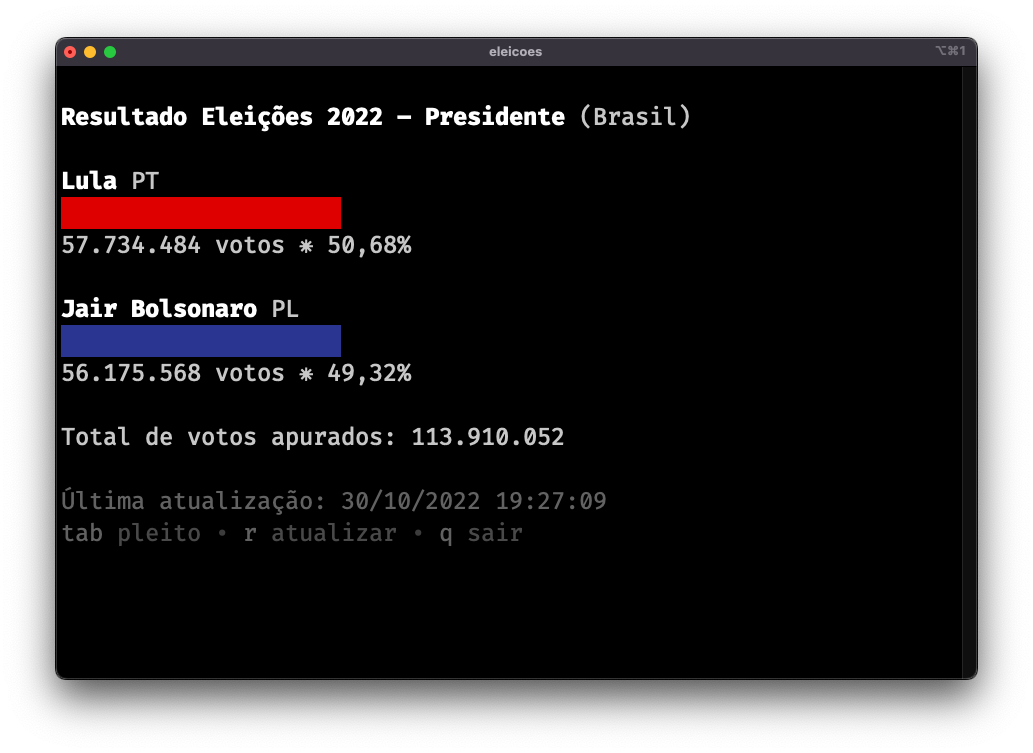 eleicoes
⌥⌘1
Resultado Eleições 2022 – Presidente (Brasil)
Lula PT
57.734.484 votos * 50,68%
Jair Bolsonaro PL
56.175.568 votos * 49,32%
Total de votos apurados: 113.910.052
Última atualização: 30/10/2022 19:27:09
tab pleito • r atualizar • q sair